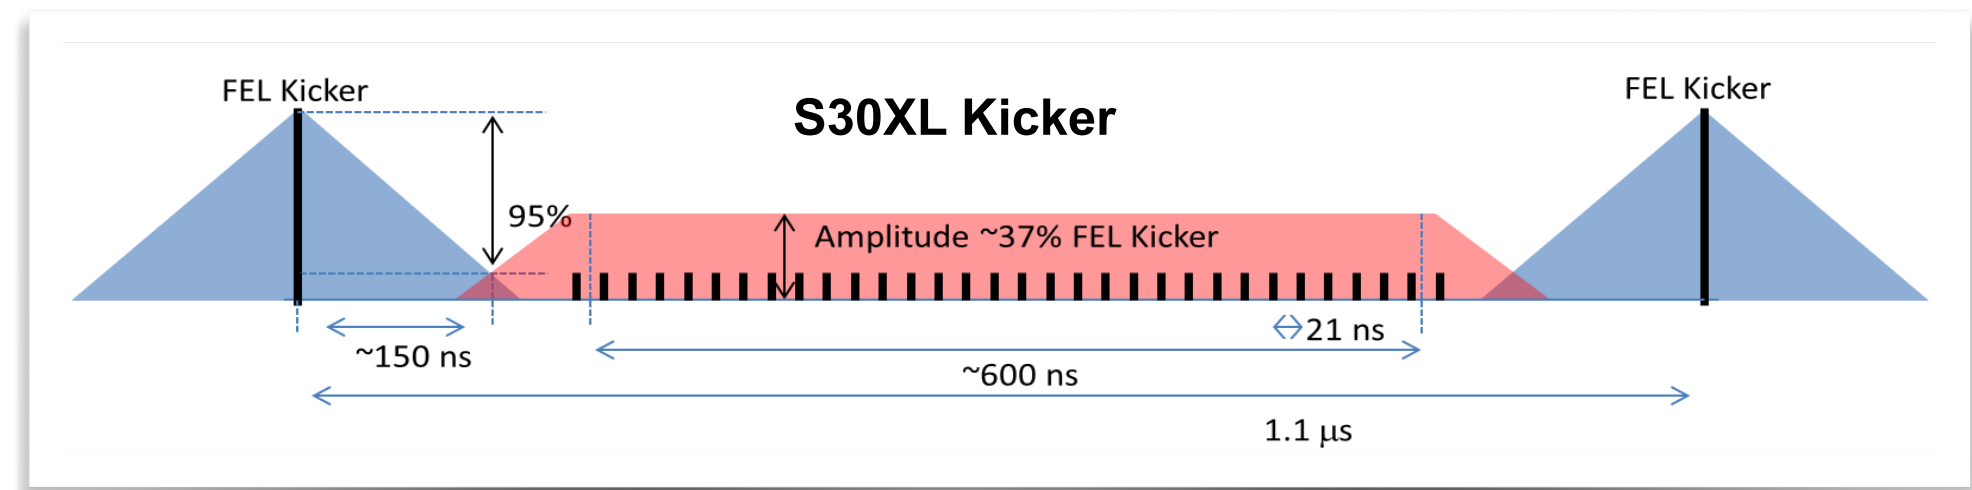 FEL Kicker
S30XL Kicker
FEL Kicker
95%
Amplitude ~37% FEL Kicker
~150 ns
21 ns
~600 ns
1.1 μs